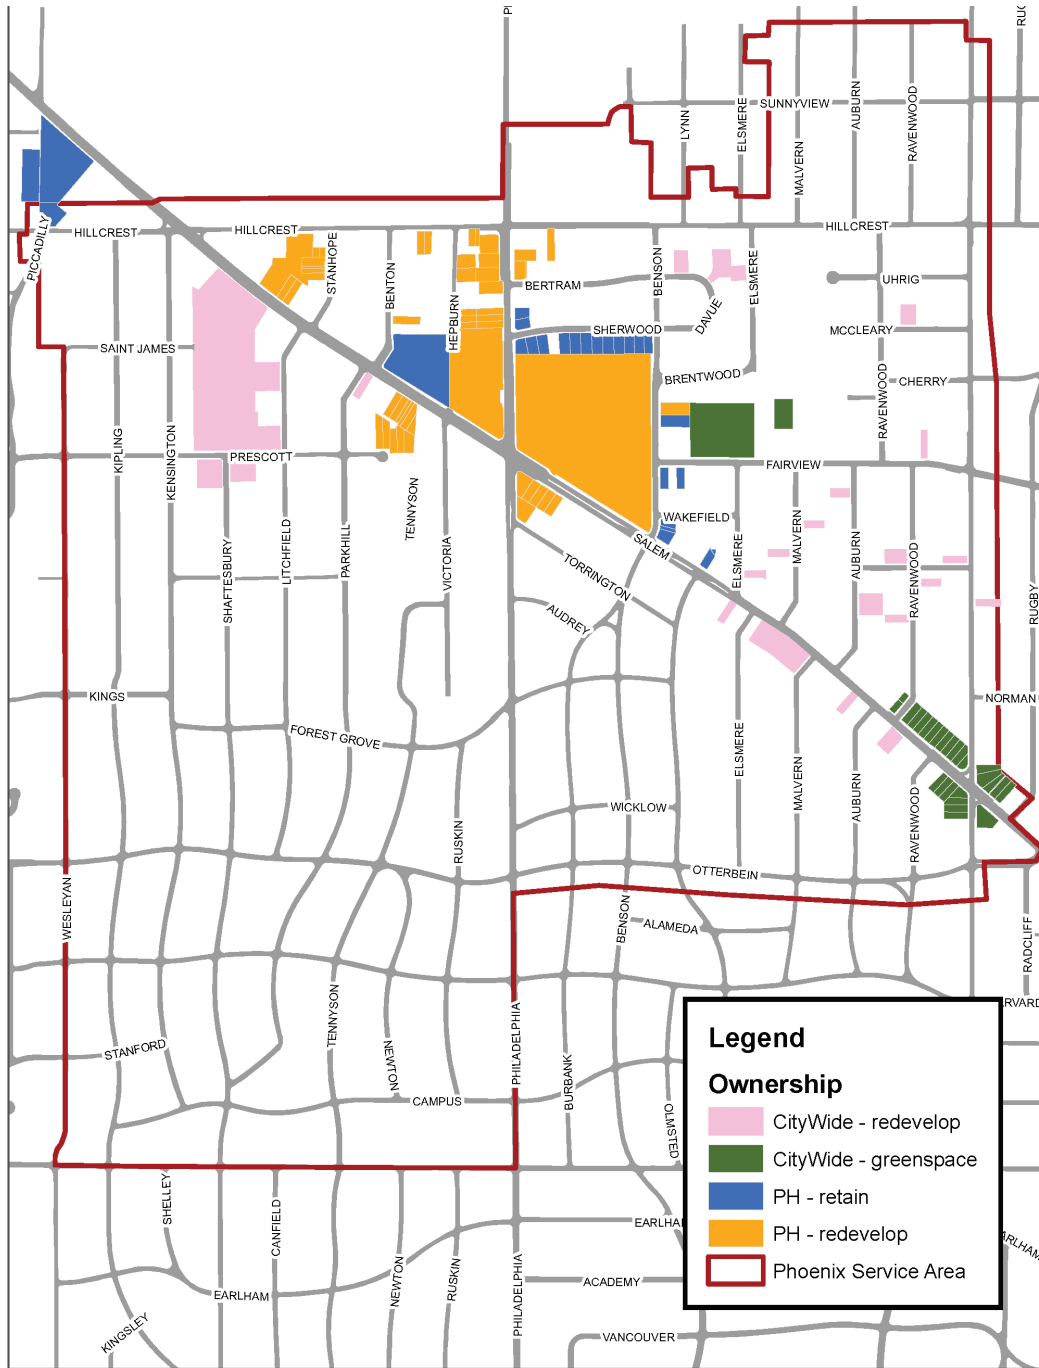 SUNNYVIEW
LYNN
ELSMERE
MALVERN
AUBURN
RAVENWOOD
PICCADILLY
HILLCREST
HILLCREST
HILLCREST
STANHOPE
BENTON
HEPBURN
BERTRAM
BENSON
DAVUE
ELSMERE
UHRIG
SHERWOOD
MCCLEARY
SAINT JAMES
BRENTWOOD
CHERRY
RAVENWOOD
KIPLING
KENSINGTON
PRESCOTT
FAIRVIEW
TENNYSON
WAKEFIELD
SALEM
SHAFTESBURY
LITCHFIELD
PARKHILL
VICTORIA
TORRINGTON
AUDREY
ELSMERE
MALVERN
AUBURN
RAVENWOOD
RUGBY
KINGS
NORMAN
FOREST GROVE
ELSMERE
MALVERN
AUBURN
RAVENWOOD
WICKLOW
RUSKIN
OTTERBEIN
WESLEYAN
BENSON
ALAMEDA
RADCLIFF
TENNYSON
PHILADELPHIA
STANFORD
NEWTON
BURBANK
CAMPUS
OLMSTED
RVARD
SHELLEY
CANFIELD
EARLHA
ARLHAM
NEWTON
RUSKIN
PHILADELPHIA
ACADEMY
EARLHAM
KINGSLEY
VANCOUVER
Legend
Ownership
CityWide - redevelop
CityWide - greenspace
PH - retain
PH - redevelop
Phoenix Service Area